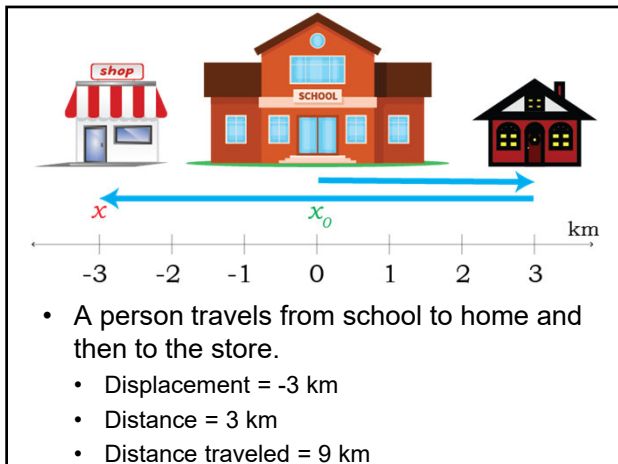 shop
SCHOOL
x x₀
km
-3 -2 -1 0 1 2 3
• A person travels from school to home and
then to the store.
• Displacement = -3 km
• Distance = 3 km
• Distance traveled = 9 km